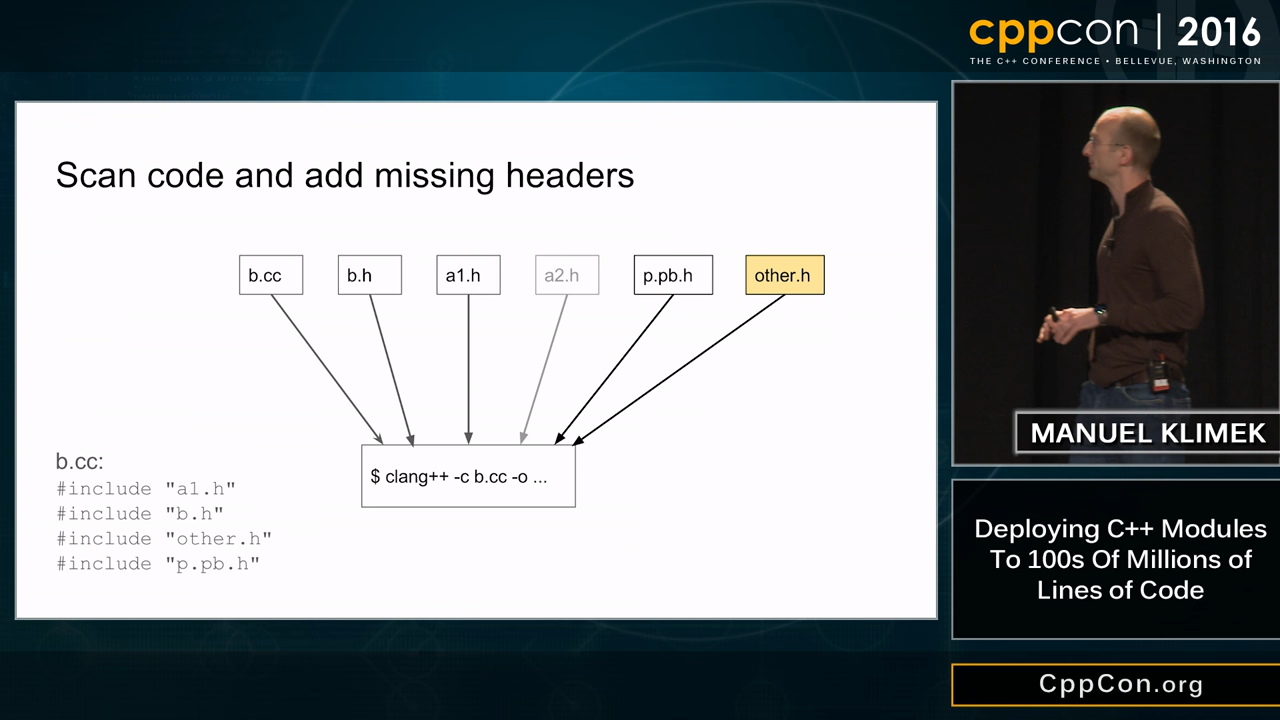 cppcon | 2016
THE C++ CONFERENCE • BELLEVUE, WASHINGTON
Scan code and add missing headers
b.cc
b.h
a1.h
a2.h
p.pb.h
other.h
$ clang++ -c b.cc -o ...
b.cc:
#include "a1.h"
#include "b.h"
#include "other.h"
#include "p.pb.h"
MANUEL KLIMEK
Deploying C++ Modules
To 100s Of Millions of
Lines of Code
CppCon.org